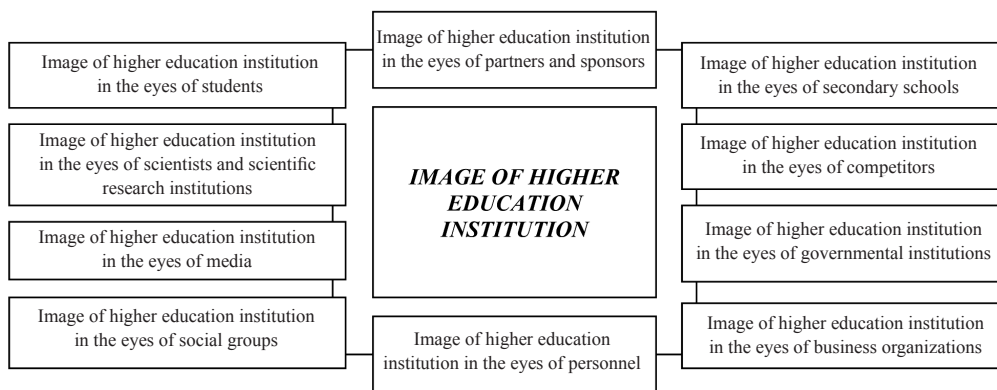 Image of higher education institution
in the eyes of partners and sponsors
Image of higher education institution
in the eyes of students
Image of higher education institution
in the eyes of secondary schools
Image of higher education institution
in the eyes of scientists and scientific
research institutions
IMAGE OF HIGHER
EDUCATION
INSTITUTION
Image of higher education institution
in the eyes of competitors
Image of higher education institution
in the eyes of media
Image of higher education institution
in the eyes of governmental institutions
Image of higher education institution
in the eyes of social groups
Image of higher education
institution in the eyes of personnel
Image of higher education institution
in the eyes of business organizations